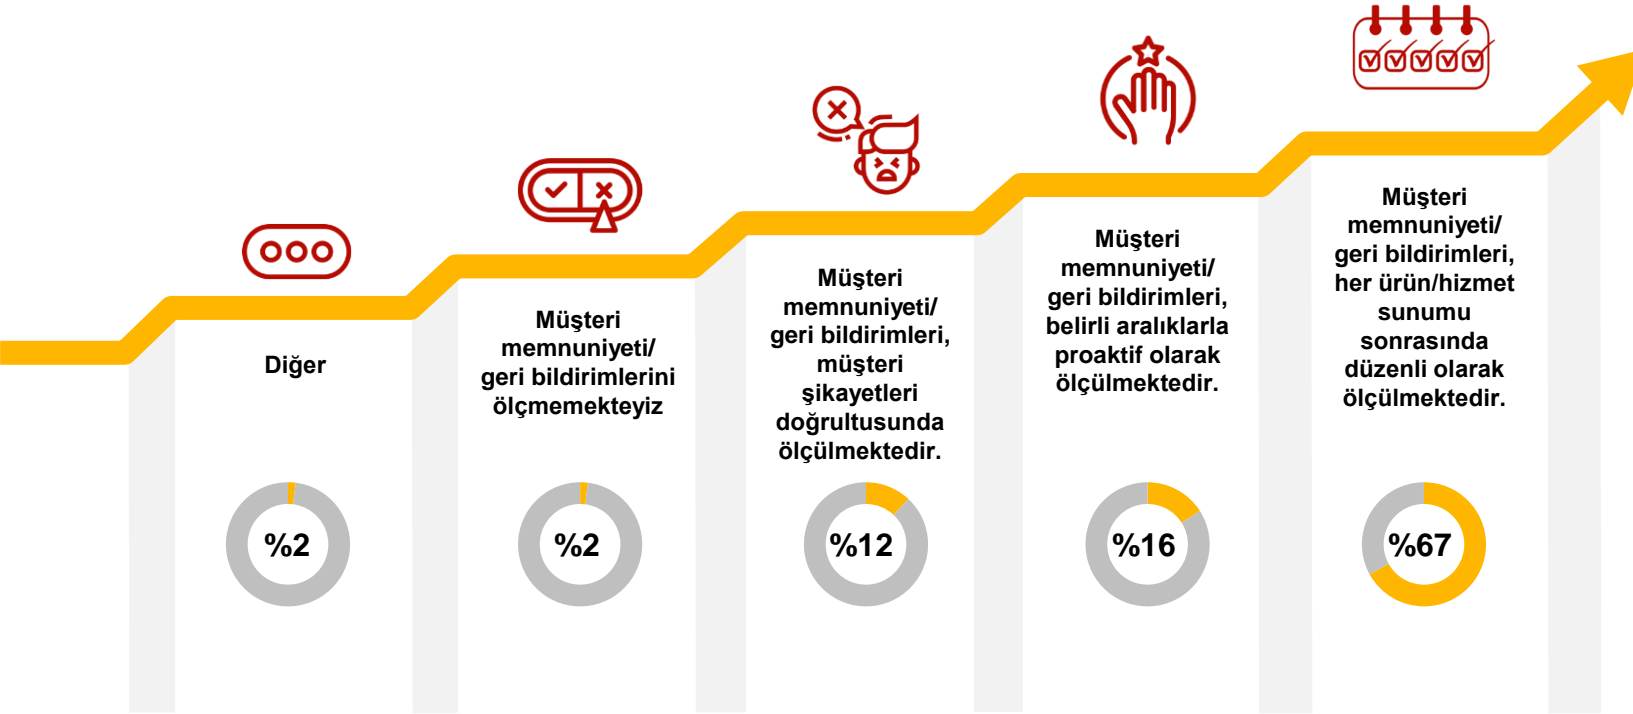 Diğer
%2
Müşteri
memnuniyeti/
geri bildirimlerini
ölçmemekteyiz
%2
Müşteri
memnuniyeti/
geri bildirimleri,
müşteri
şikayetleri
doğrultusunda
ölçülmektedir.
%12
Müşteri
memnuniyeti/
geri bildirimleri,
belirli aralıklarla
proaktif olarak
ölçülmektedir.
%16
Müşteri
memnuniyeti/
geri bildirimleri,
her ürün/hizmet
sunumu
sonrasında
düzenli olarak
ölçülmektedir.
%67